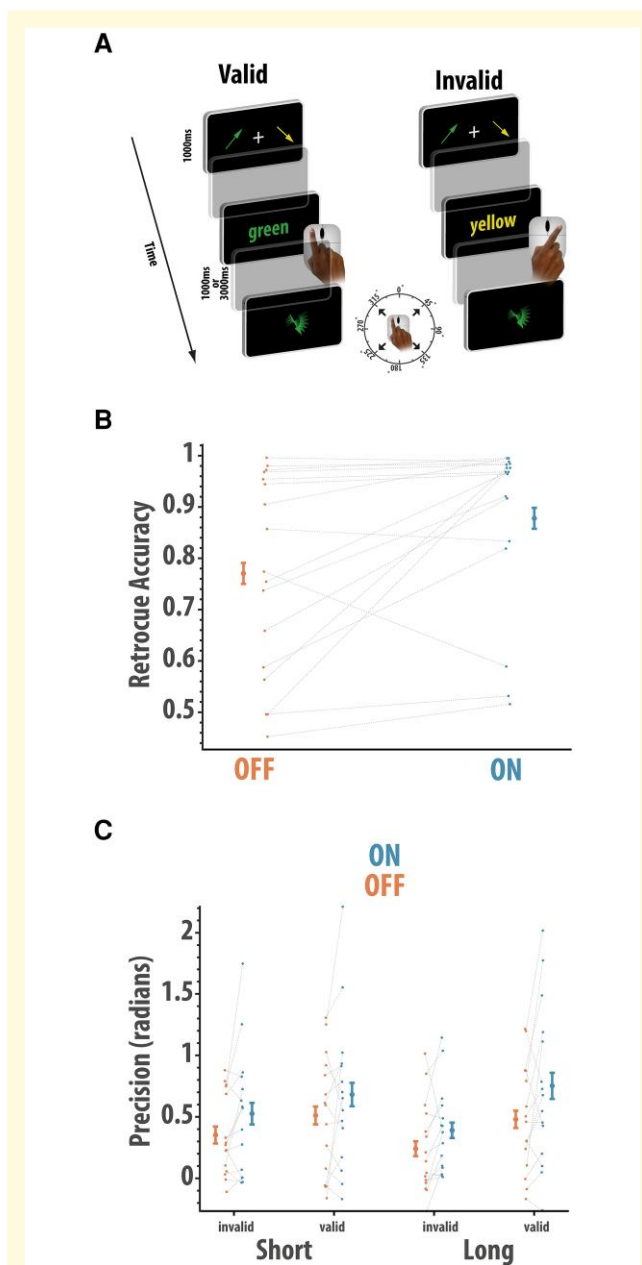 A
Valid
Invalid
1000ms
Time
green
yellow
1000ms
or
3000ms
0°
45°
90°
135°
180°
225°
270°
315°
B
Retrocue Accuracy
1
0.9
0.8
0.7
0.6
0.5
OFF
ON
C
ON
OFF
Precision (radians)
2
1.5
1
0.5
0
invalid
valid
invalid
valid
Short
Long